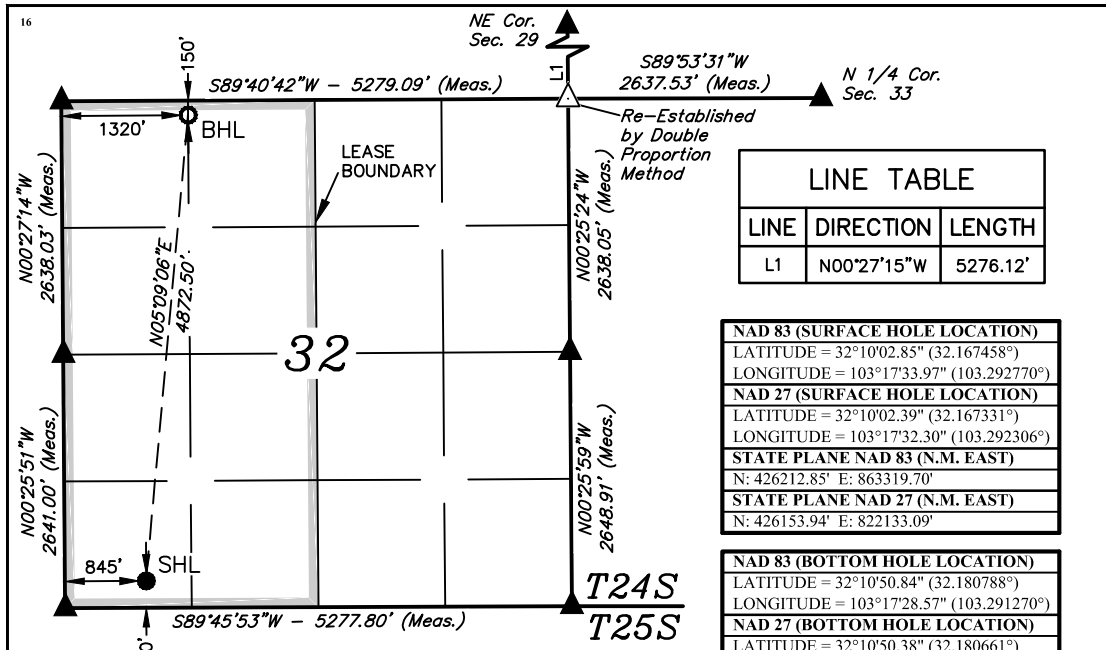 16
NE Cor.
Sec. 29
150'
L1
S89°40'42"W - 5279.09' (Meas.)
S89°53'31"W
2637.53' (Meas.)
N 1/4 Cor.
Sec. 33
1320'
BHL
Re-Established
by Double
Proportion
Method
LEASE
BOUNDARY
N00°27'14"W
2638.03' (Meas.)
N05°09'06"E
4872.50'
N00°25'24"W
2638.05' (Meas.)
32
N00°25'51"W
2641.00' (Meas.)
N00°25'59"W
2648.91' (Meas.)
845'
SHL
S89°45'53"W - 5277.80' (Meas.)
T24S
T25S
LINE TABLE
LINE DIRECTION LENGTH
L1 N00°27'15"W 5276.12'
NAD 83 (SURFACE HOLE LOCATION)
LATITUDE = 32°10'02.85" (32.167458°)
LONGITUDE = 103°17'33.97" (103.292770°)
NAD 27 (SURFACE HOLE LOCATION)
LATITUDE = 32°10'02.39" (32.167331°)
LONGITUDE = 103°17'32.30" (103.292306°)
STATE PLANE NAD 83 (N.M. EAST)
N: 426212.85' E: 863319.70'
STATE PLANE NAD 27 (N.M. EAST)
N: 426153.94' E: 822133.09'
NAD 83 (BOTTOM HOLE LOCATION)
LATITUDE = 32°10'50.84" (32.180788°)
LONGITUDE = 103°17'28.57" (103.291270°)
NAD 27 (BOTTOM HOLE LOCATION)
LATITUDE = 32°10'50.38" (32.180661°)